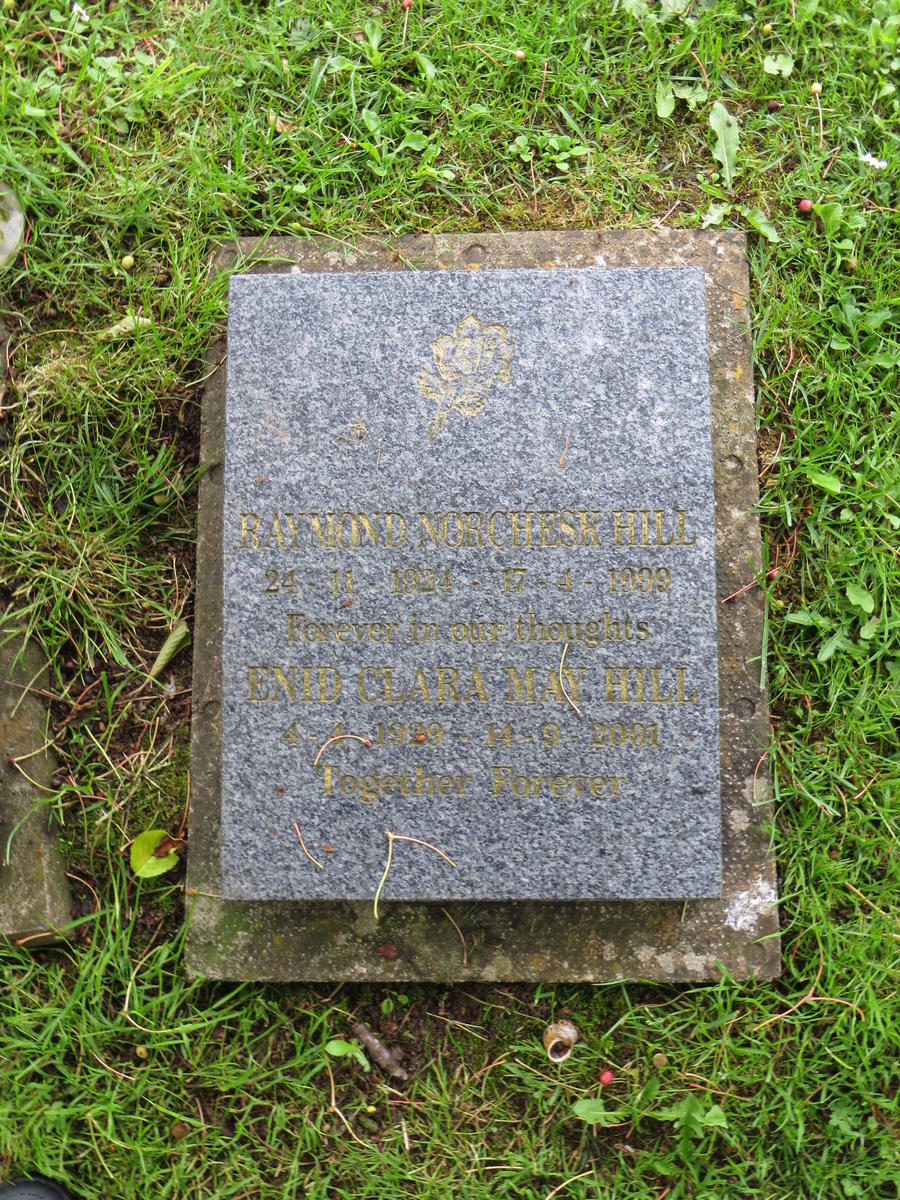 RAYMOND NORCHESK HILL
24 - 11 - 1924 - 17 - 4 - 1999
Forever in our thoughts
ENID CLARA MAY HILL
4 - 4 - 1929 - 14 - 9 - 2001
Together Forever